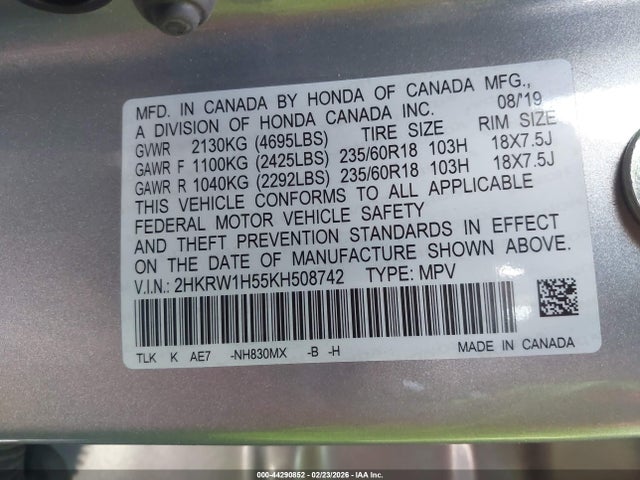 MFD. IN CANADA BY HONDA OF CANADA MFG.,
A DIVISION OF HONDA CANADA INC. 08/'19
GVWR 2130KG (4695LBS) TIRE SIZE RIM SIZE
GAWR F 1100KG (2425LBS) 235/60R18 103H 18X7.5J
GAWR R 1040KG (2292LBS) 235/60R18 103H 18X7.5J
THIS VEHICLE CONFORMS TO ALL APPLICABLE
FEDERAL MOTOR VEHICLE SAFETY
AND THEFT PREVENTION STANDARDS IN EFFECT
ON THE DATE OF MANUFACTURE SHOWN ABOVE.
V.I.N.: 2HKRW1H55KH508742 TYPE: MPV
TLK K AE7 -NH830MX -B -H MADE IN CANADA
000-44290852 - 02/23/2026 - IAA Inc.